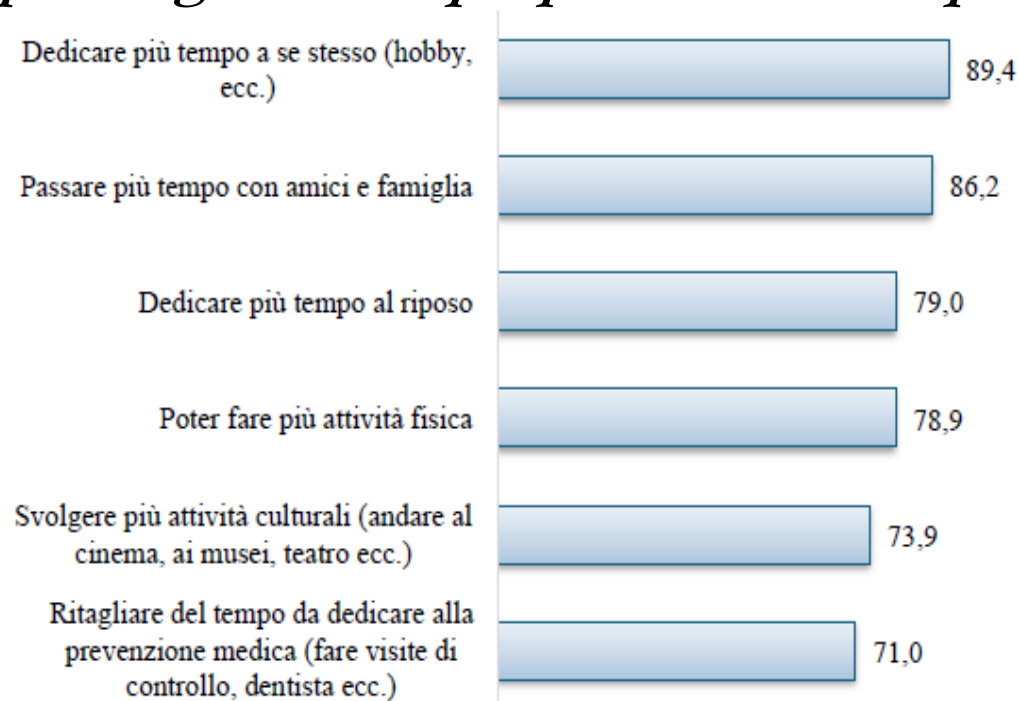 Dedicare più tempo a se stesso (hobby,
ecc.)
89,4
Passare più tempo con amici e famiglia
86,2
Dedicare più tempo al riposo
79,0
Poter fare più attività fisica
78,9
Svolgere più attività culturali (andare al
cinema, ai musei, teatro ecc.)
73,9
Ritagliare del tempo da dedicare alla
prevenzione medica (fare visite di
controllo, dentista ecc.)
71,0